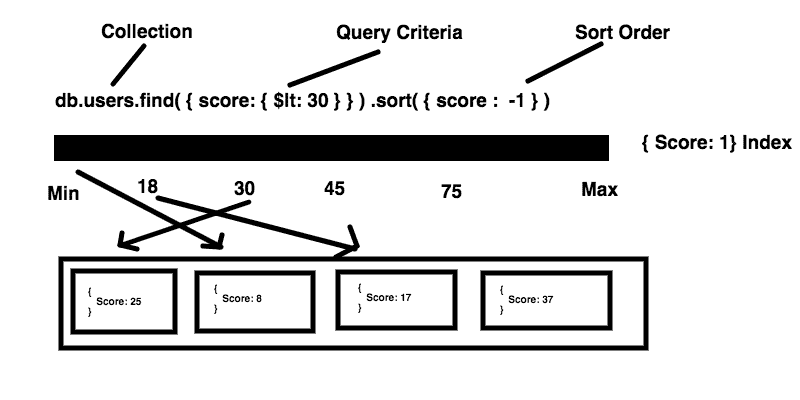 Collection Query Criteria Sort Order
db.users.find( { score: { $lt: 30 } } ) .sort( { score : -1 } )
{ Score: 1} Index
Min 18 30 45 75 Max
{ { { {
Score: 25 Score: 8 Score: 17 Score: 37
} } } }